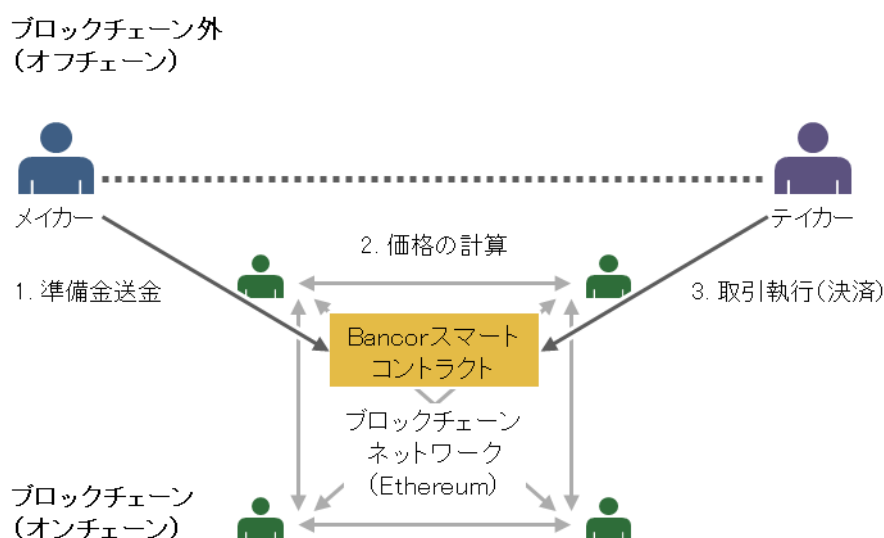 ブロックチェーン外
(オフチェーン)
メイカー
テイカー
2. 価格の計算
1. 準備金送金
3. 取引執行(決済)
Bancorスマート
コントラクト
ブロックチェーン
ネットワーク
(Ethereum)
ブロックチェーン
(オンチェーン)